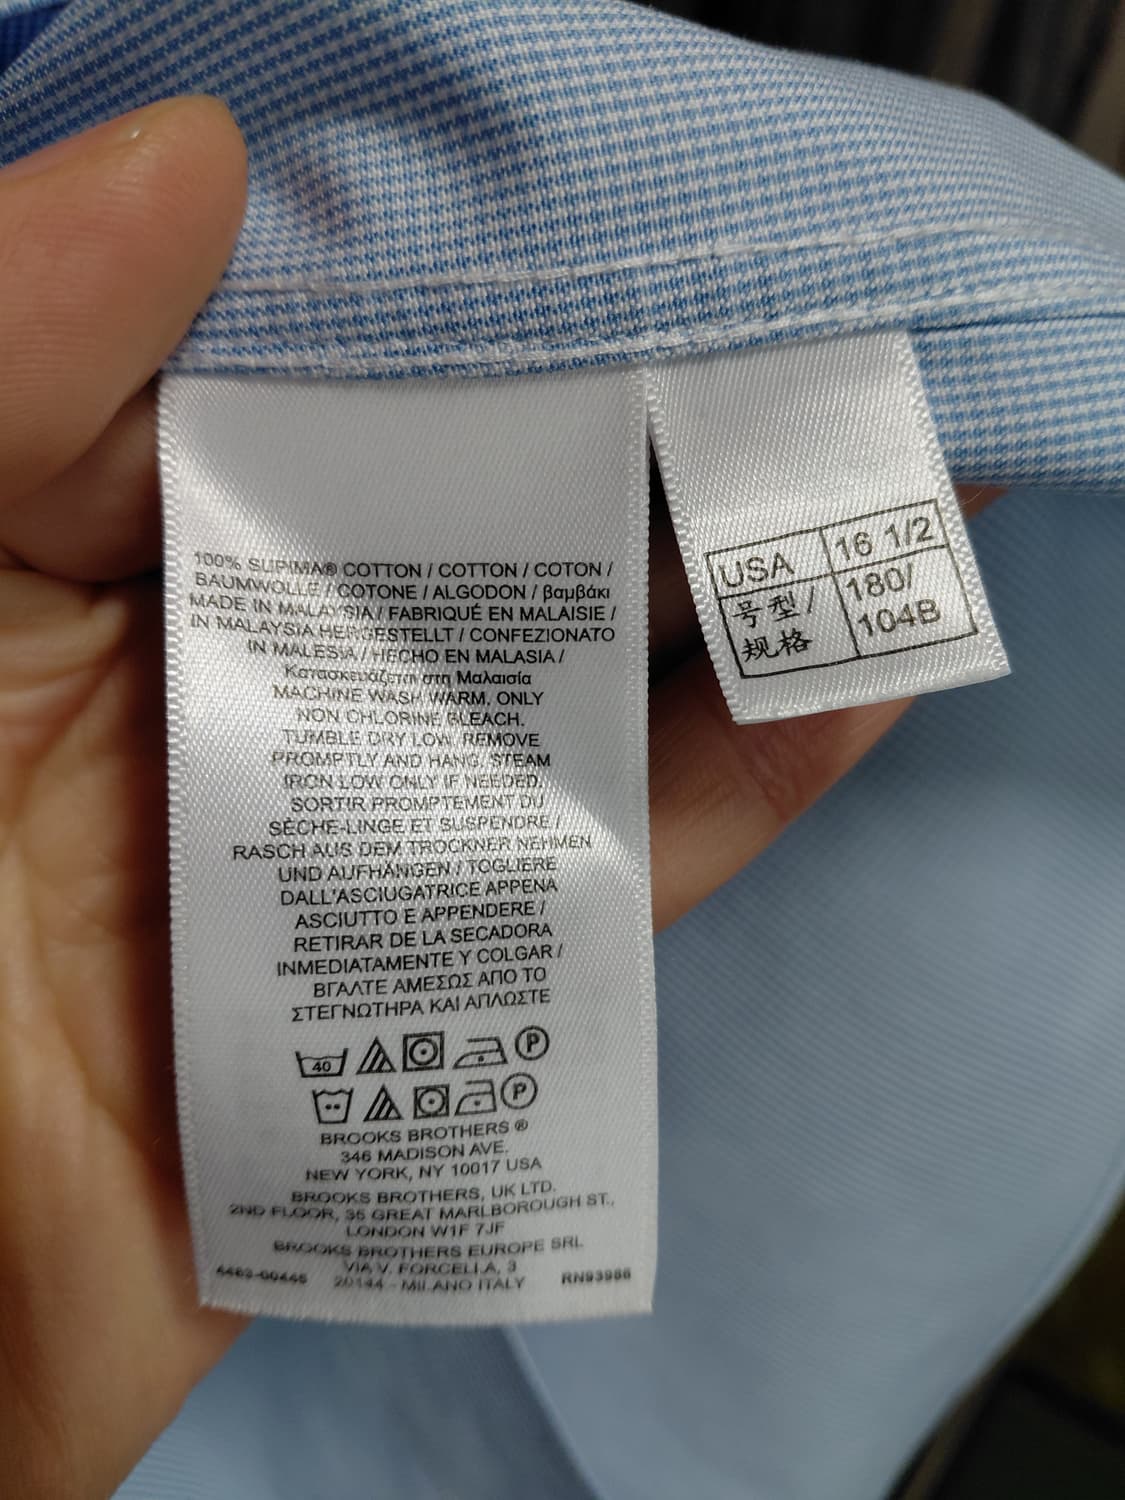 100% SUPIMA® COTTON / COTTON / COTON /
BAUMWOLLE / COTONE / ALGODON / βαμβάκι
MADE IN MALAYSIA / FABRIQUÉ EN MALAISIE /
IN MALAYSIA HERGESTELLT / CONFEZIONATO
IN MALESIA / HECHO EN MALASIA /
Κατασκευάζεται στη Μαλαισία
MACHINE WASH WARM. ONLY
NON CHLORINE BLEACH.
TUMBLE DRY LOW. REMOVE
PROMPTLY AND HANG. STEAM
IRON LOW ONLY IF NEEDED.
SORTIR PROMPTEMENT DU
SÈCHE-LINGE ET SUSPENDRE /
RASCH AUS DEM TROCKNER NEHMEN
UND AUFHÄNGEN / TOGLIERE
DALL'ASCIUGATRICE APPENA
ASCIUTTO E APPENDERE /
RETIRAR DE LA SECADORA
INMEDIATAMENTE Y COLGAR /
ΒΓΑΛΤΕ ΑΜΕΣΩΣ ΑΠΟ ΤΟ
ΣΤΕΓΝΩΤΗΡΑ ΚΑΙ ΑΠΛΩΣΤΕ
40 P
P
BROOKS BROTHERS ®
346 MADISON AVE.
NEW YORK, NY 10017 USA
BROOKS BROTHERS, UK LTD.
2ND FLOOR, 35 GREAT MARLBOROUGH ST.,
LONDON W1F 7JF
BROOKS BROTHERS EUROPE SRL
VIA V. FORCELLA, 3
4463-00445 20144 - MILANO ITALY RN93986
USA 16 1/2
号型/ 180/
规格 104B